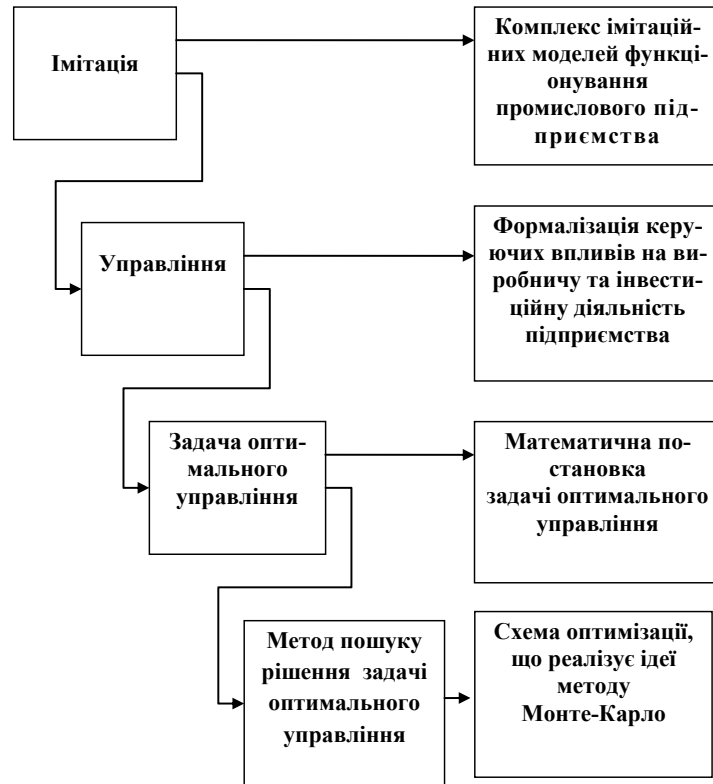 Імітація
Комплекс імітацій-
них моделей функці-
онування
промислового під-
приємства
Управління
Формалізація керу-
ючих впливів на ви-
робничу та інвести-
ційну діяльність
підприємства
Задача опти-
мального
управління
Математична по-
становка
задачі оптимального
управління
Метод пошуку
рішення задачі
оптимального
управління
Схема оптимізації,
що реалізує ідеї
методу
Монте-Карло